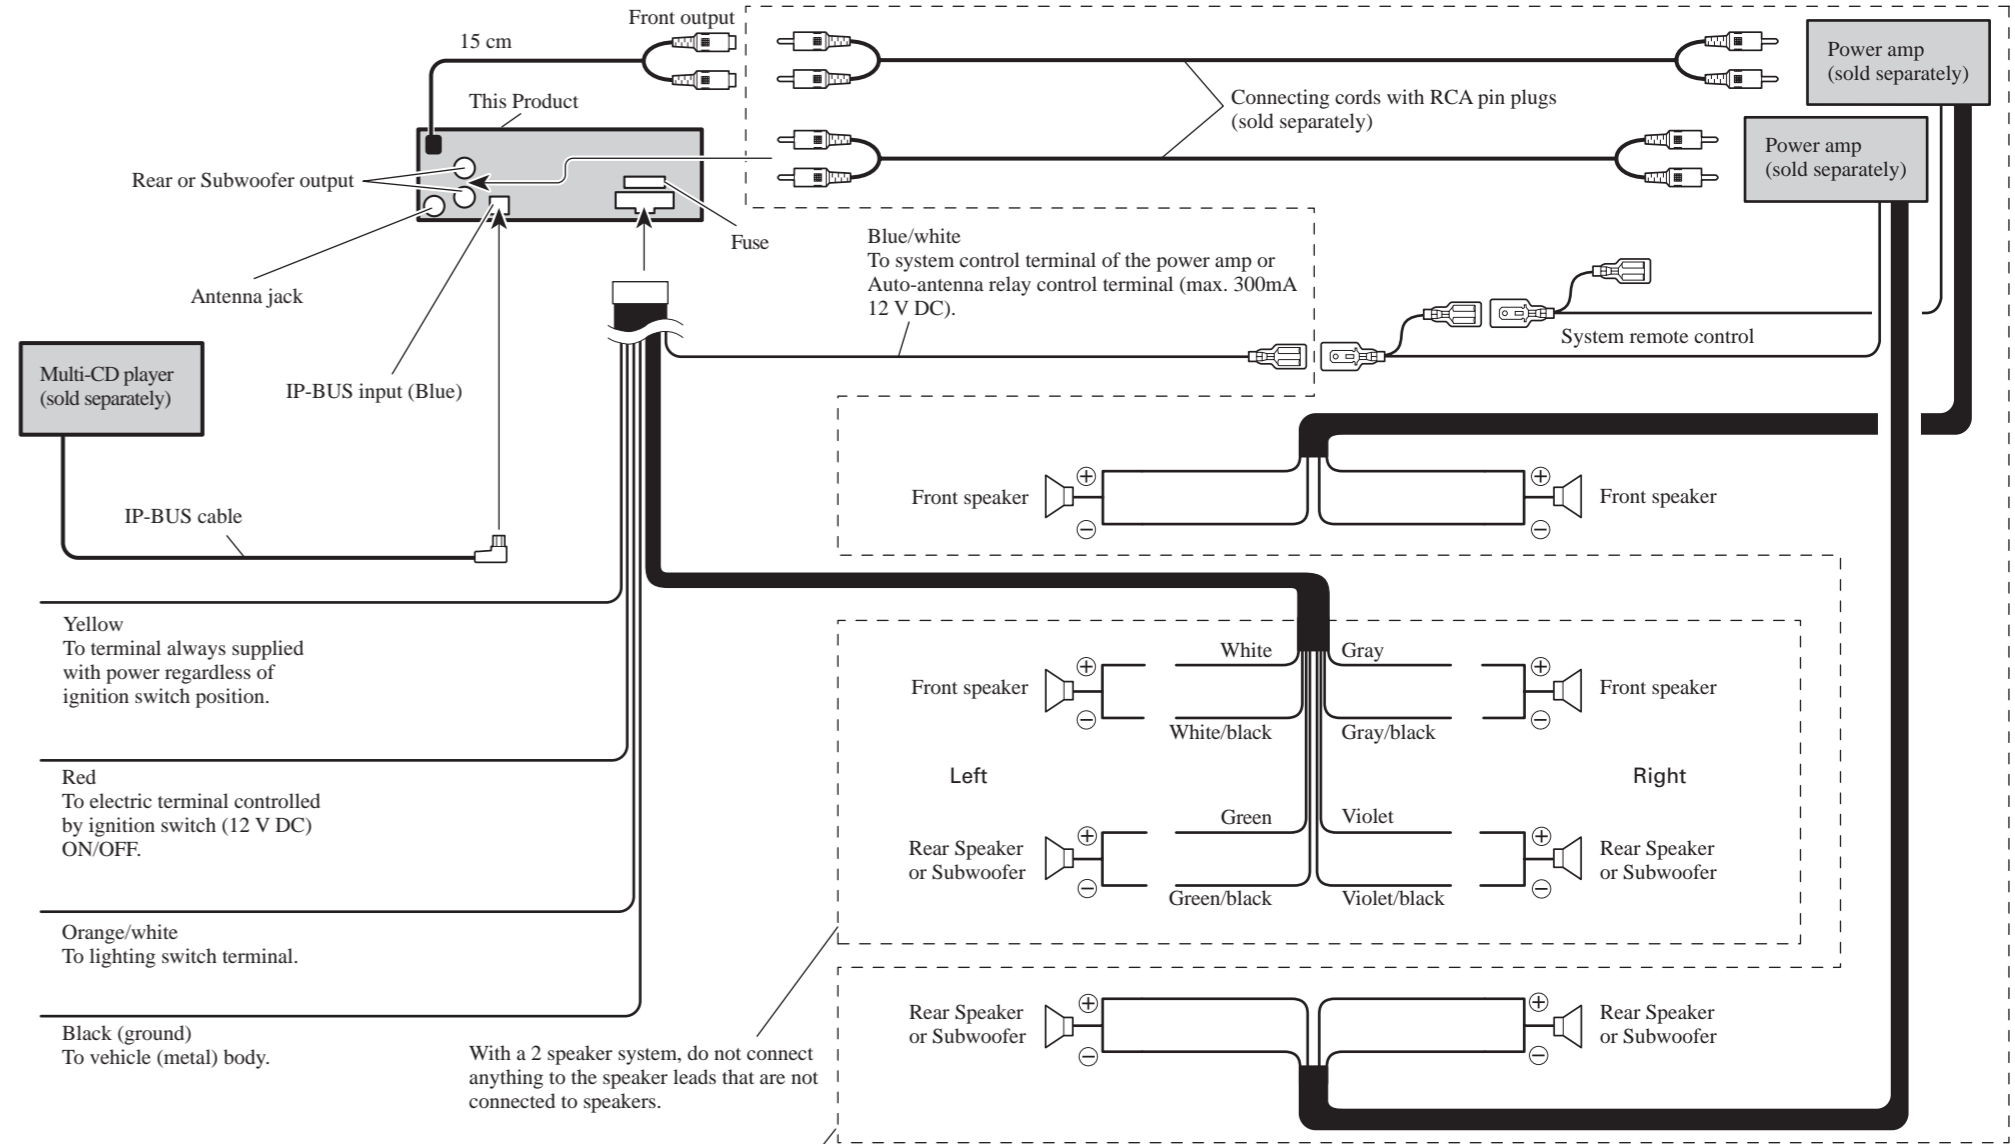 Front output
15 cm
This Product
Rear or Subwoofer output
Antenna jack
IP-BUS input (Blue)
Fuse
Connecting cords with RCA pin plugs
(sold separately)
Power amp
(sold separately)
Power amp
(sold separately)
Blue/white
To system control terminal of the power amp or
Auto-antenna relay control terminal (max. 300mA
12 V DC).
System remote control
Multi-CD player
(sold separately)
IP-BUS cable
Front speaker
+
−
+
−
Front speaker
Yellow
To terminal always supplied
with power regardless of
ignition switch position.
Red
To electric terminal controlled
by ignition switch (12 V DC)
ON/OFF.
Orange/white
To lighting switch terminal.
Black (ground)
To vehicle (metal) body.
Front speaker
+
−
White
White/black
Gray
Gray/black
+
−
Front speaker
Left
Right
Rear Speaker
or Subwoofer
+
−
Green
Green/black
Violet
Violet/black
+
−
Rear Speaker
or Subwoofer
With a 2 speaker system, do not connect
anything to the speaker leads that are not
connected to speakers.
Rear Speaker
or Subwoofer
+
−
+
−
Rear Speaker
or Subwoofer